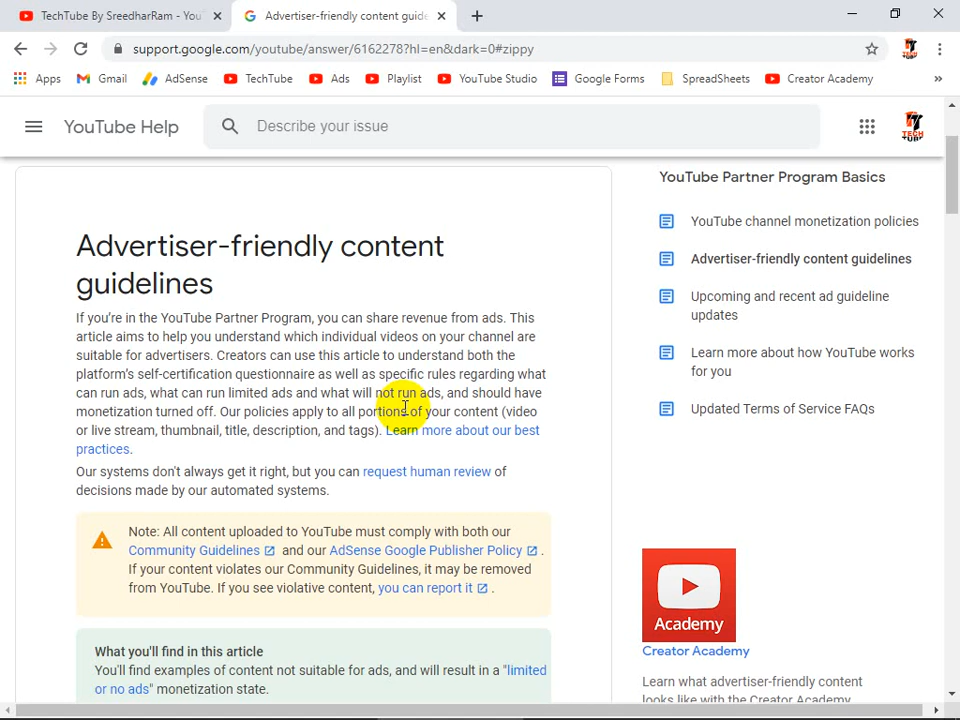 TechTube By SreedharRam - You
Advertiser-friendly content guide
support.google.com/youtube/answer/6162278?hl=en&dark=0#zippy
Apps
Gmail
AdSense
TechTube
Ads
Playlist
YouTube Studio
Google Forms
SpreadSheets
Creator Academy
»
YouTube Help
Describe your issue
TECH
TUBE
Advertiser-friendly content
guidelines
If you're in the YouTube Partner Program, you can share revenue from ads. This
article aims to help you understand which individual videos on your channel are
suitable for advertisers. Creators can use this article to understand both the
platform's self-certification questionnaire as well as specific rules regarding what
can run ads, what can run limited ads and what will not run ads, and should have
monetization turned off. Our policies apply to all portions of your content (video
or live stream, thumbnail, title, description, and tags). Learn more about our best
practices.
Our systems don't always get it right, but you can request human review of
decisions made by our automated systems.
Note: All content uploaded to YouTube must comply with both our
Community Guidelines and our AdSense Google Publisher Policy .
If your content violates our Community Guidelines, it may be removed
from YouTube. If you see violative content, you can report it .
What you'll find in this article
You'll find examples of content not suitable for ads, and will result in a "limited
or no ads" monetization state.
YouTube Partner Program Basics
YouTube channel monetization policies
Advertiser-friendly content guidelines
Upcoming and recent ad guideline
updates
Learn more about how YouTube works
for you
Updated Terms of Service FAQs
Academy
Creator Academy
Learn what advertiser-friendly content
looks like with the Creator Academy